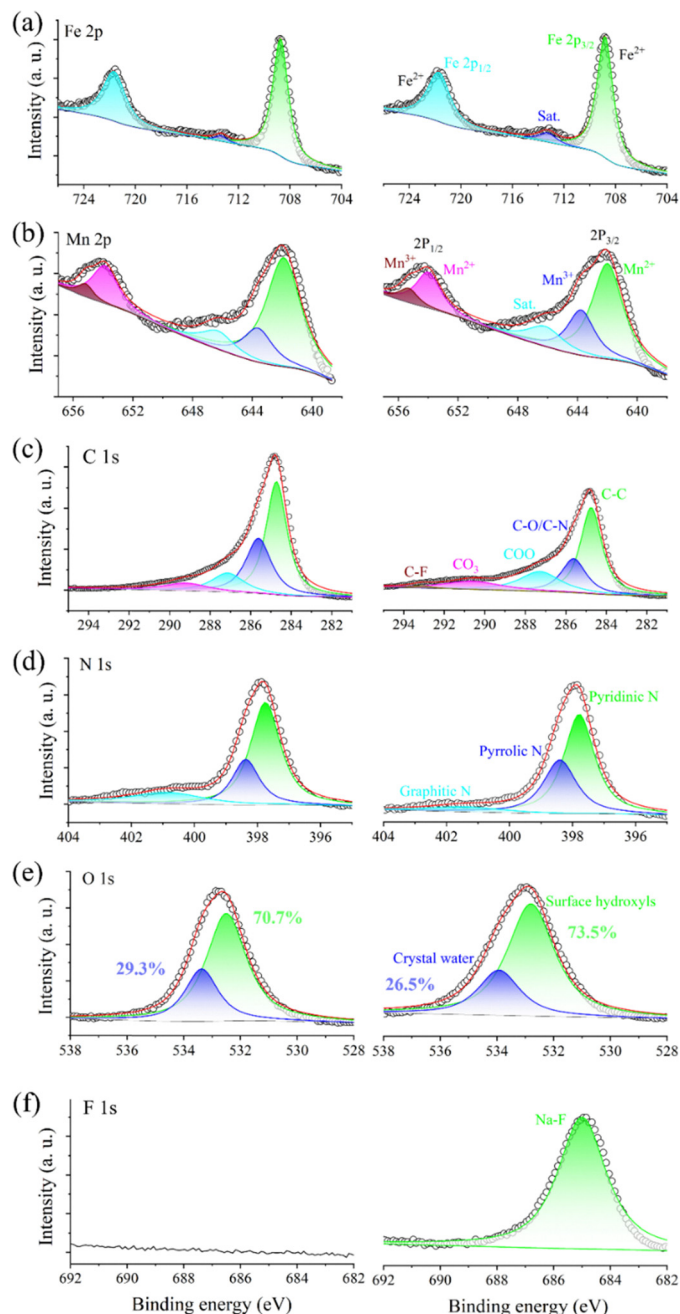 (a)
Fe 2p
Intensity (a. u.)
724 720 716 712 708 704
Fe 2p3/2
Fe2+
Fe 2p1/2
Fe2+
Sat.
724 720 716 712 708 704
(b)
Mn 2p
Intensity (a. u.)
656 652 648 644 640
2P1/2
2P3/2
Mn3+
Mn2+
Mn3+
Mn2+
Sat.
656 652 648 644 640
(c)
C 1s
Intensity (a. u.)
294 292 290 288 286 284 282
C-C
C-O/C-N
COO
CO3
C-F
294 292 290 288 286 284 282
(d)
N 1s
Intensity (a. u.)
404 402 400 398 396
Pyridinic N
Pyrrolic N
Graphitic N
404 402 400 398 396
(e)
O 1s
70.7%
29.3%
Intensity (a. u.)
538 536 534 532 530 528
Surface hydroxyls
73.5%
Crystal water
26.5%
538 536 534 532 530 528
(f)
F 1s
Intensity (a. u.)
692 690 688 686 684 682
Binding energy (eV)
Na-F
692 690 688 686 684 682
Binding energy (eV)